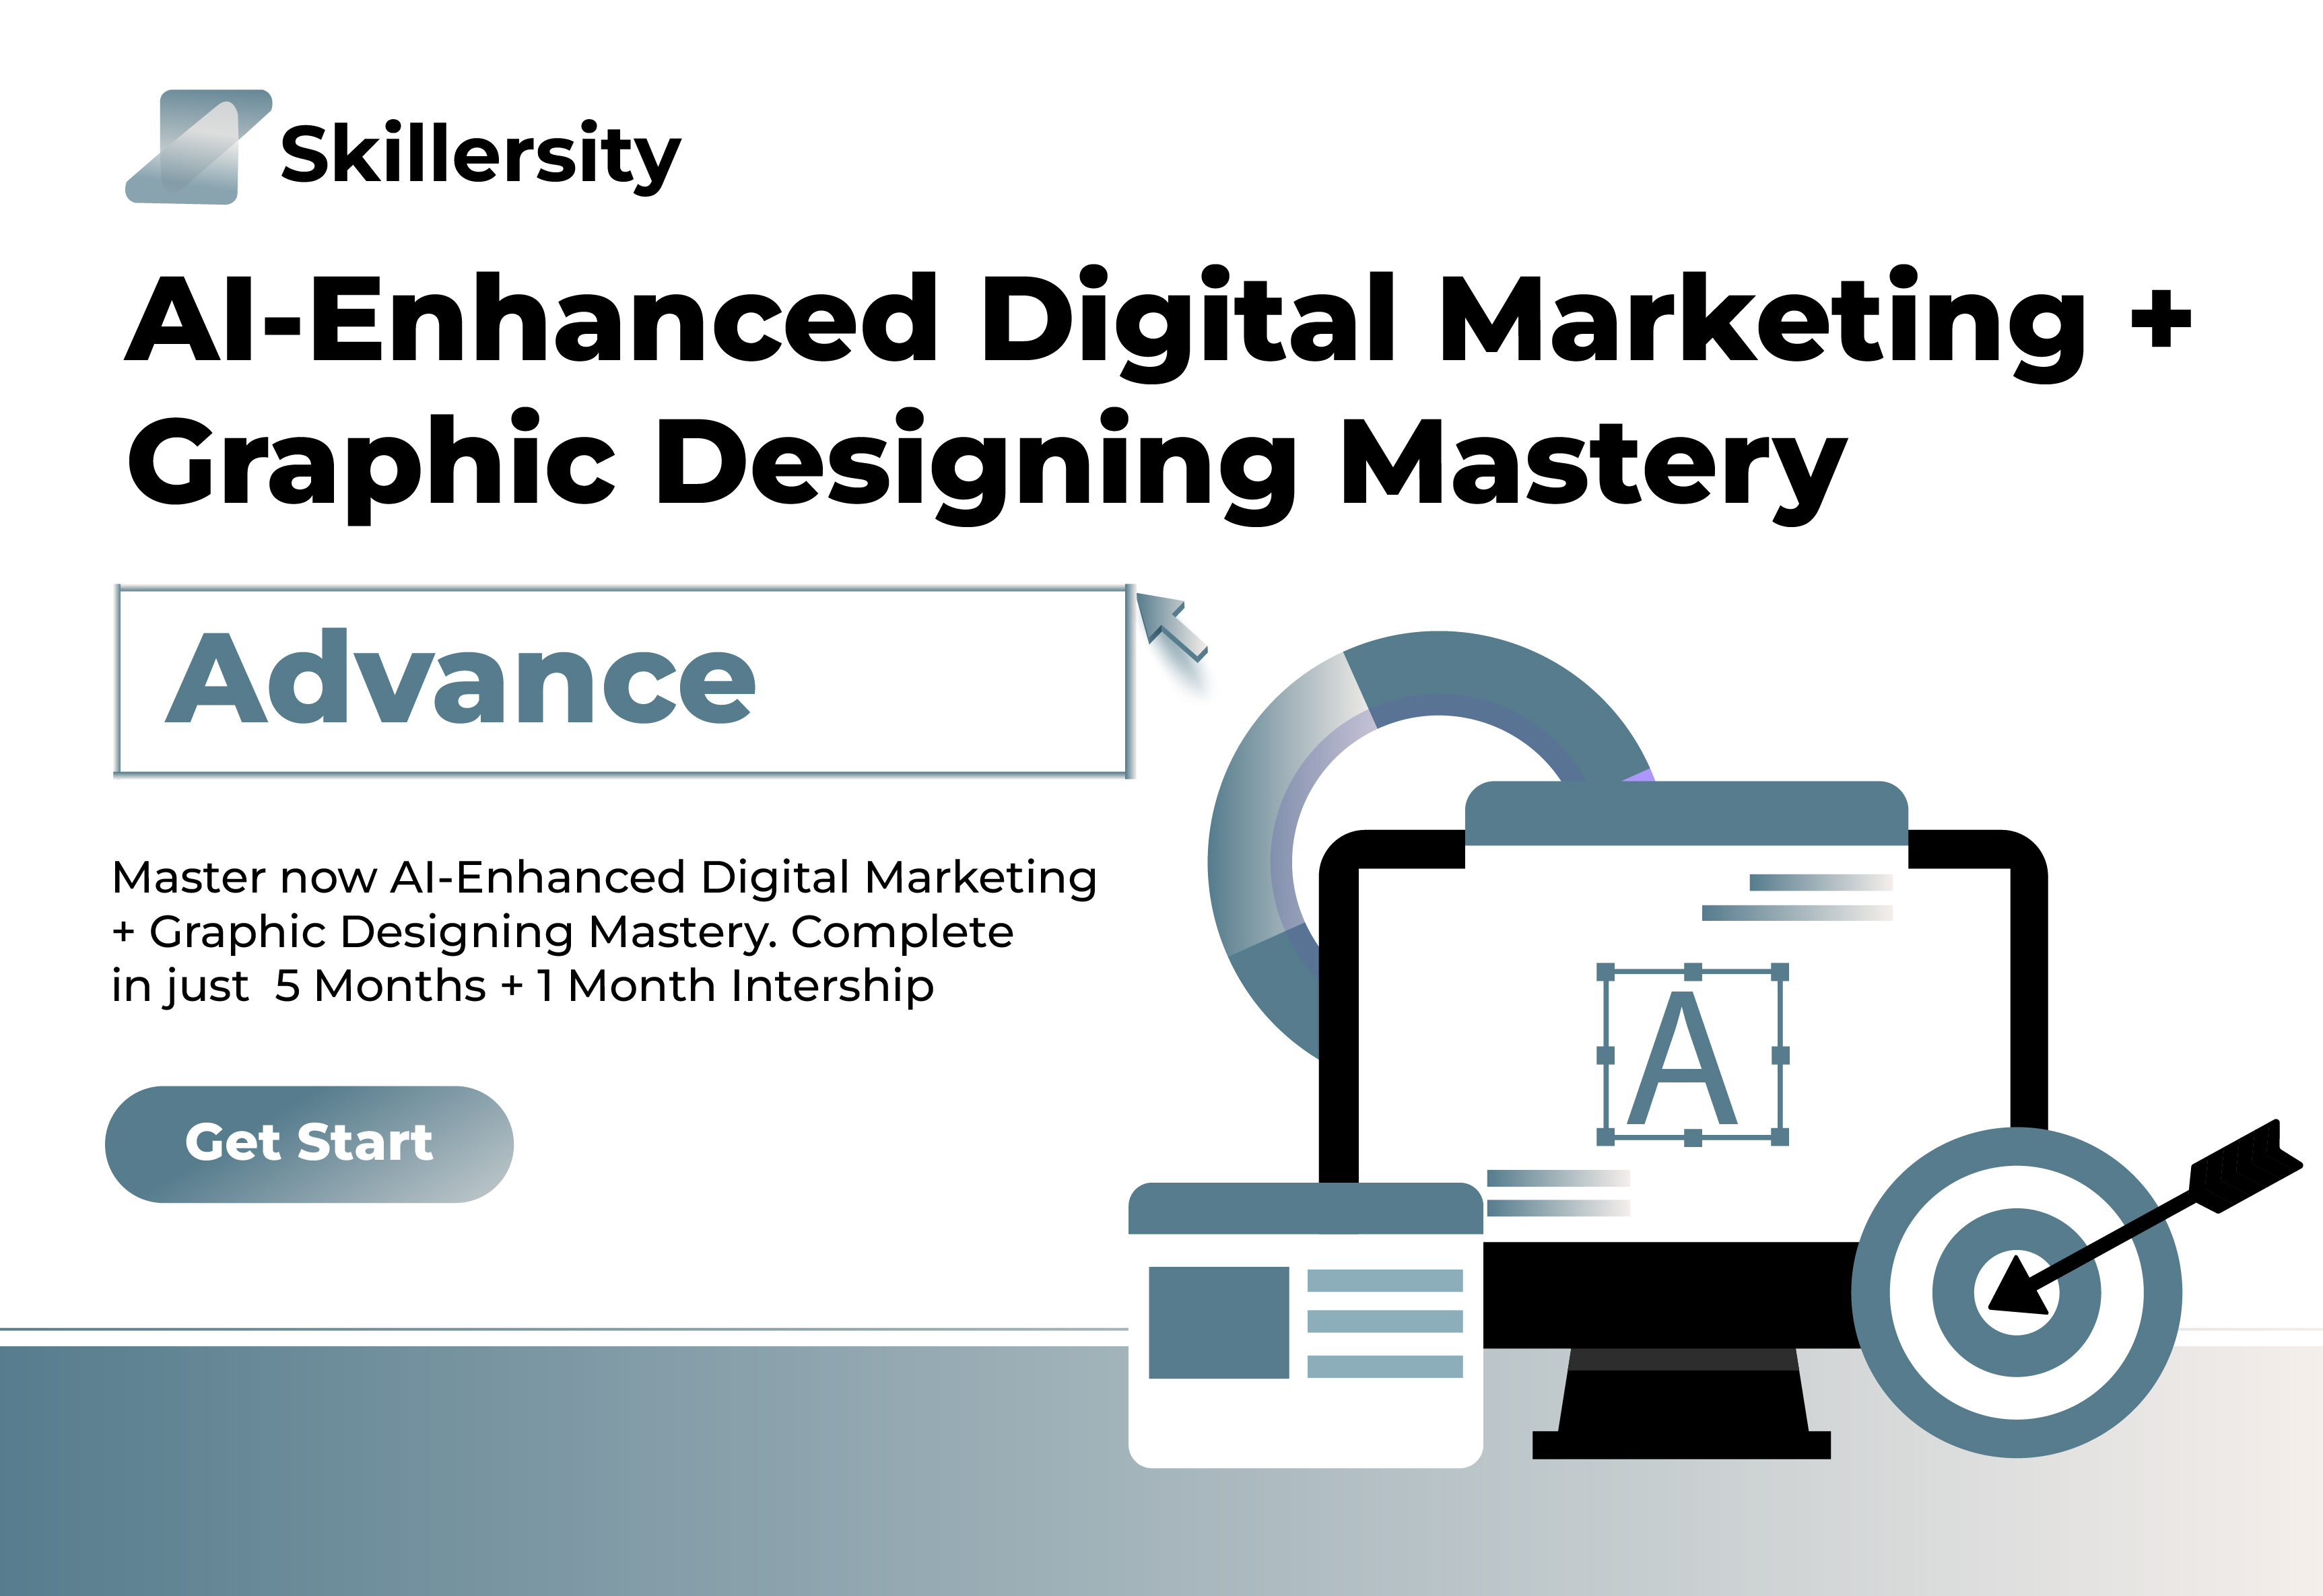 Skillersity
AI-Enhanced Digital Marketing +
Graphic Designing Mastery
Advance
Master now AI-Enhanced Digital Marketing
+ Graphic Designing Mastery. Complete
in just  5 Months + 1 Month Intership
Get Start
A